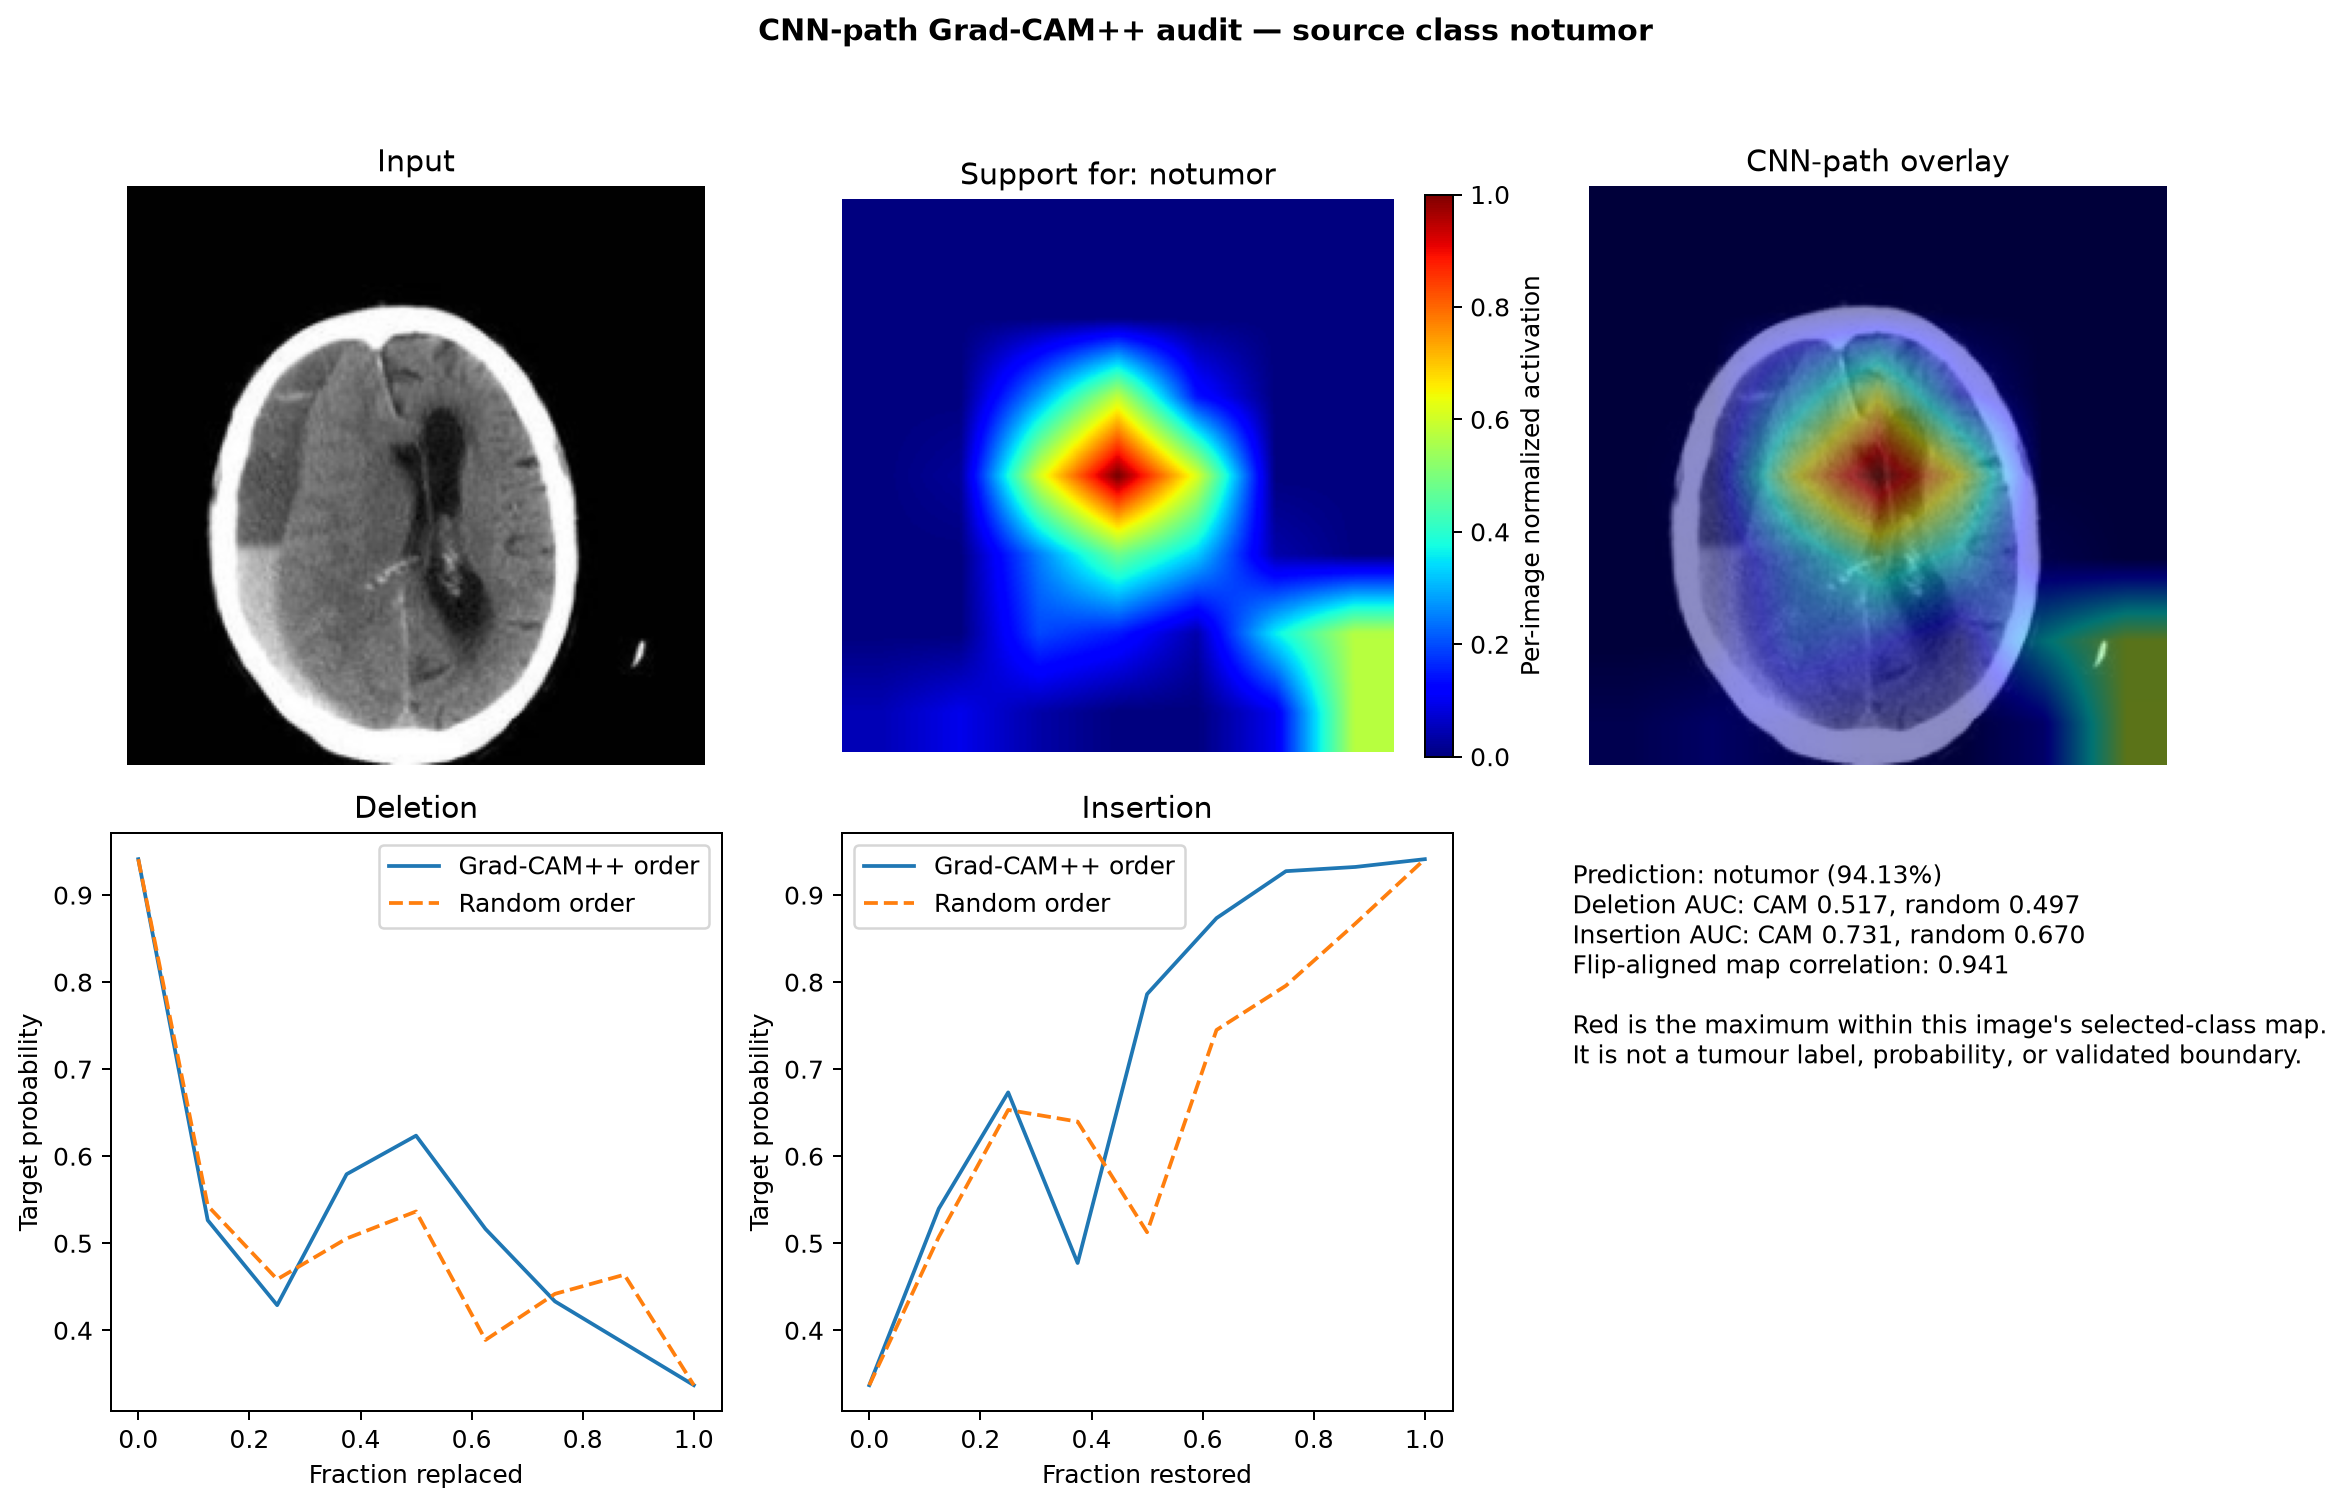 CNN-path Grad-CAM++ audit — source class notumor
Input
Support for: notumor
CNN-path overlay
1.0
0.8
0.6
0.4
0.2
0.0
Per-image normalized activation
Deletion
Grad-CAM++ order
Random order
0.9
0.8
0.7
0.6
0.5
0.4
Target probability
0.0 0.2 0.4 0.6 0.8 1.0
Fraction replaced
Insertion
Grad-CAM++ order
Random order
0.9
0.8
0.7
0.6
0.5
0.4
Target probability
0.0 0.2 0.4 0.6 0.8 1.0
Fraction restored
Prediction: notumor (94.13%)
Deletion AUC: CAM 0.517, random 0.497
Insertion AUC: CAM 0.731, random 0.670
Flip-aligned map correlation: 0.941
Red is the maximum within this image's selected-class map.
It is not a tumour label, probability, or validated boundary.